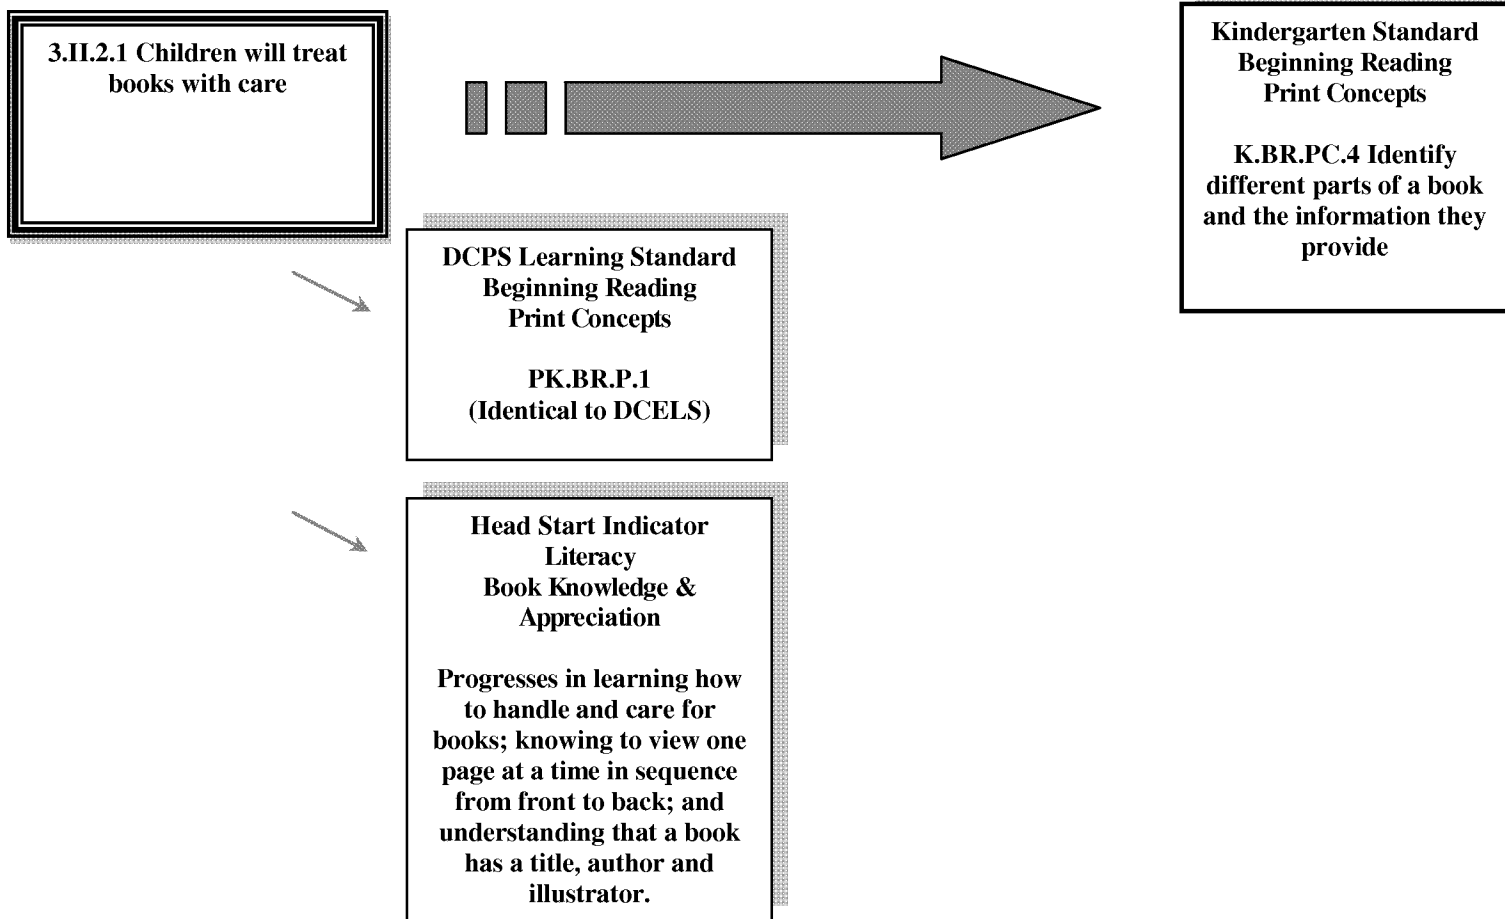 3.II.2.1 Children will treat
books with care
Kindergarten Standard
Beginning Reading
Print Concepts
K.BR.PC.4 Identify
different parts of a book
and the information they
provide
DCPS Learning Standard
Beginning Reading
Print Concepts
PK.BR.P.1
(Identical to DCELS)
Head Start Indicator
Literacy
Book Knowledge &
Appreciation
Progresses in learning how
to handle and care for
books; knowing to view one
page at a time in sequence
from front to back; and
understanding that a book
has a title, author and
illustrator.